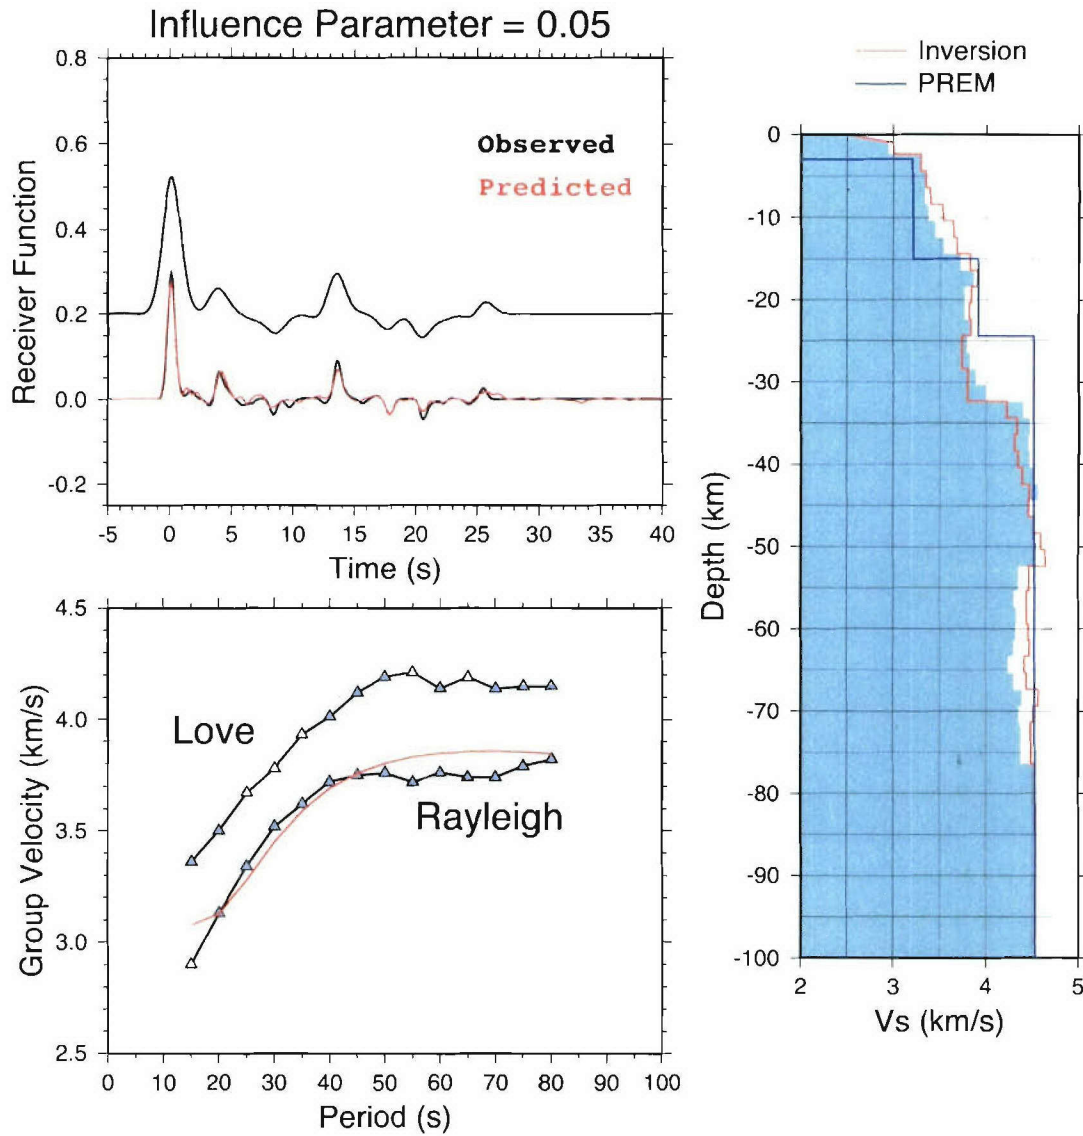 Influence Parameter = 0.05
0.8
0.6
0.4
0.2
0.0
-0.2
Receiver Function
Observed
Predicted
-5 0 5 10 15 20 25 30 35 40
Time (s)
4.5
4.0
3.5
3.0
2.5
Group Velocity (km/s)
Love
Rayleigh
0 10 20 30 40 50 60 70 80 90 100
Period (s)
Inversion
PREM
0
-10
-20
-30
-40
-50
-60
-70
-80
-90
-100
Depth (km)
2 3 4 5
Vs (km/s)